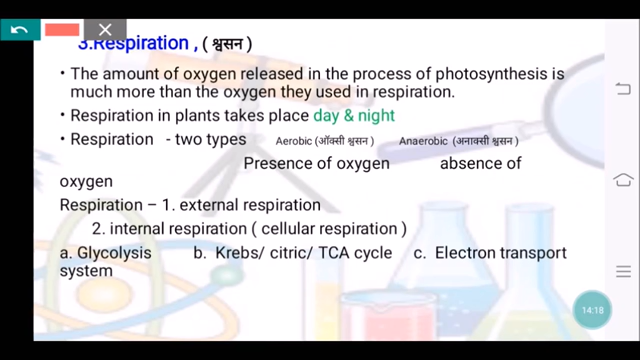 3.Respiration , ( श्वसन )
• The amount of oxygen released in the process of photosynthesis is
much more than the oxygen they used in respiration.
• Respiration in plants takes place day & night
• Respiration - two types Aerobic (ऑक्सी श्वसन ) Anaerobic (अनाक्सी श्वसन )
Presence of oxygen absence of
oxygen
Respiration – 1. external respiration
2. internal respiration ( cellular respiration )
a. Glycolysis b. Krebs/ citric/ TCA cycle c. Electron transport
system
14:18